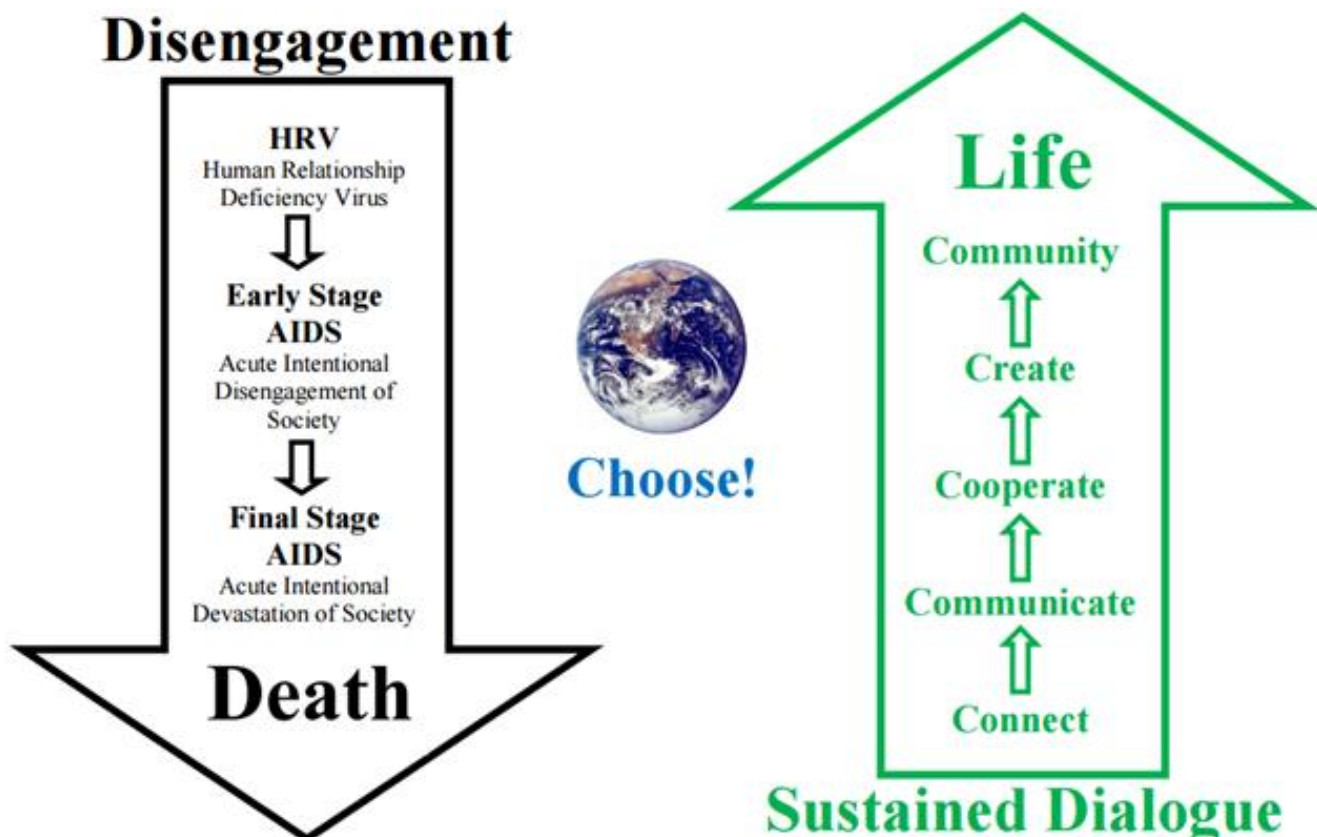 Disengagement
HRV
Human Relationship
Deficiency Virus
Early Stage
AIDS
Acute Intentional
Disengagement of
Society
Final Stage
AIDS
Acute Intentional
Devastation of Society
Death
Choose!
Life
Community
Create
Cooperate
Communicate
Connect
Sustained Dialogue